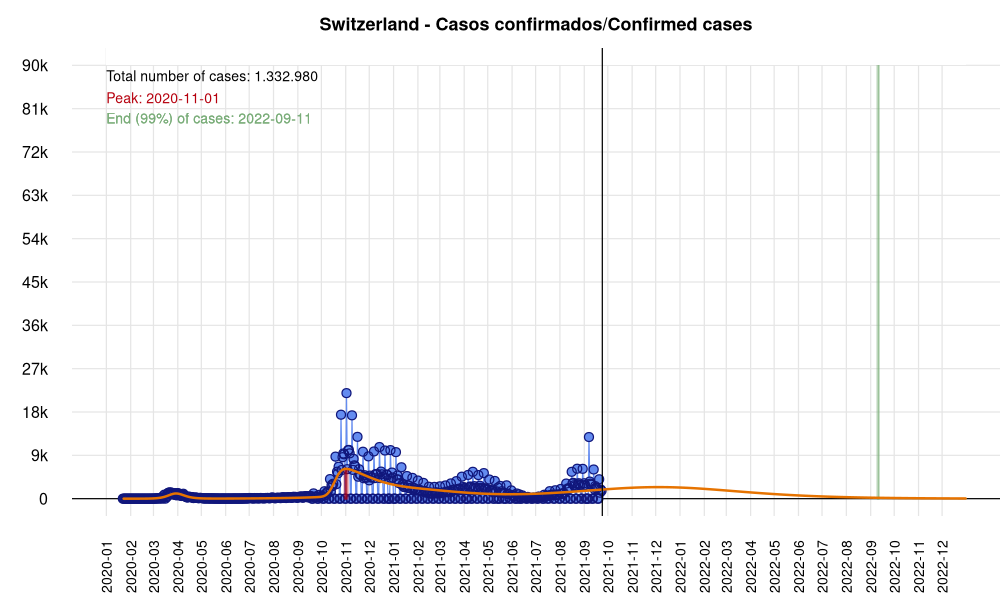 Switzerland - Casos confirmados/Confirmed cases
90k
Total number of cases: 1.332.980
Peak: 2020-11-01
81k
End (99%) of cases: 2022-09-11
72k
63k
54k
45k
36k
27k
18k
9k
0
2020-01
2020-02
2020-03
2020-04
2020-05
2020-06
2020-07
2020-08
2020-09
2020-10
2020-11
2020-12
2021-01
2021-02
2021-03
2021-04
2021-05
2021-06
2021-07
2021-08
2021-09
2021-10
2021-11
2021-12
2022-01
2022-02
2022-03
2022-04
2022-05
2022-06
2022-07
2022-08
2022-09
2022-10
2022-11
2022-12